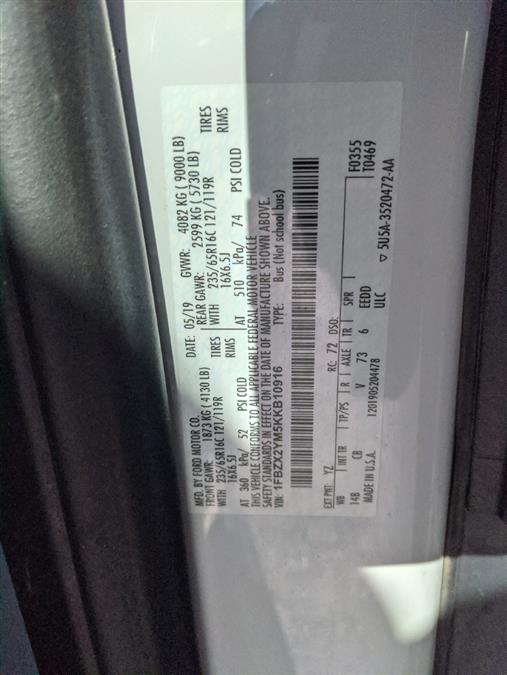 MFD. BY FORD MOTOR CO.
DATE: 05/19 GVWR: 4082 KG ( 9000 LB)
FRONT GAWR: 1873 KG ( 4130 LB) REAR GAWR: 2599 KG ( 5730 LB)
WITH 235/65R16C 121/119R WITH 235/65R16C 121/119R TIRES
16X6.5J 16X6.5J RIMS
AT 360 kPa/ 52 PSI COLD AT 510 kPa/ 74 PSI COLD
THIS VEHICLE CONFORMS TO ALL APPLICABLE FEDERAL MOTOR VEHICLE
SAFETY STANDARDS IN EFFECT ON THE DATE OF MANUFACTURE SHOWN ABOVE.
VIN: 1FBZX2YM5KKB10916 TYPE: Bus (Not school bus)
F0355
T0469
EXT PNT: YZ RC: 72 DSO:
WB INT TR TP/PS R AXLE TR SPR
14B CB V 73 6 EEDD
MADE IN U.S.A. 12019052044​78 ULC
▽ 5U5A-3520472-AA